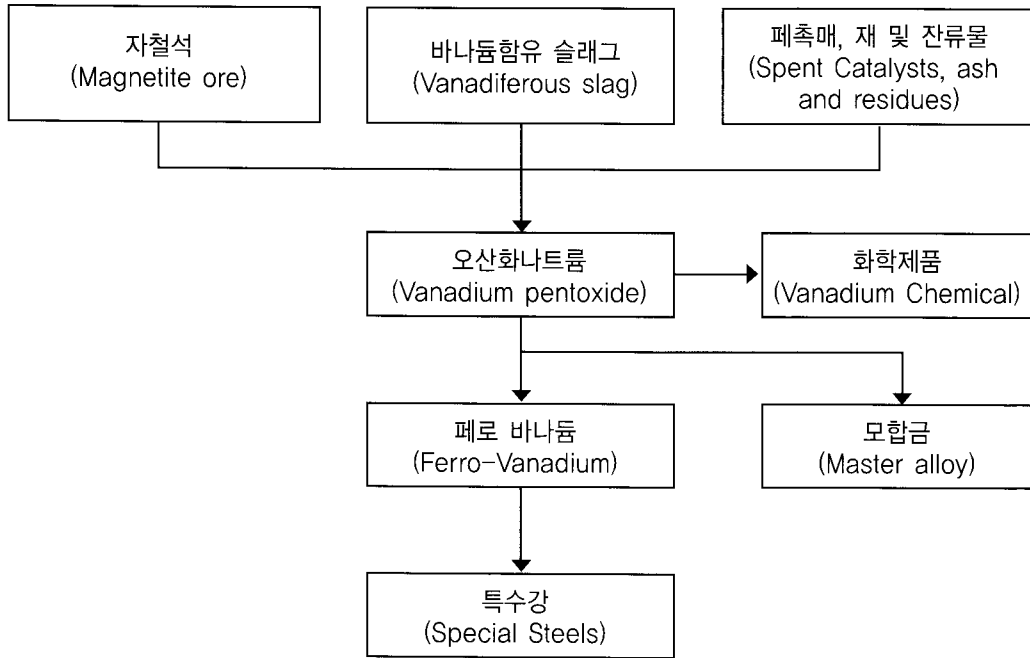 자철석
(Magnetite ore)
바나듐함유 슬래그
(Vanadiferous slag)
페촉매, 재 및 잔류물
(Spent Catalysts, ash
and residues)
오산화나트륨
(Vanadium pentoxide)
화학제품
(Vanadium Chemical)
페로 바나듐
(Ferro-Vanadium)
모합금
(Master alloy)
특수강
(Special Steels)